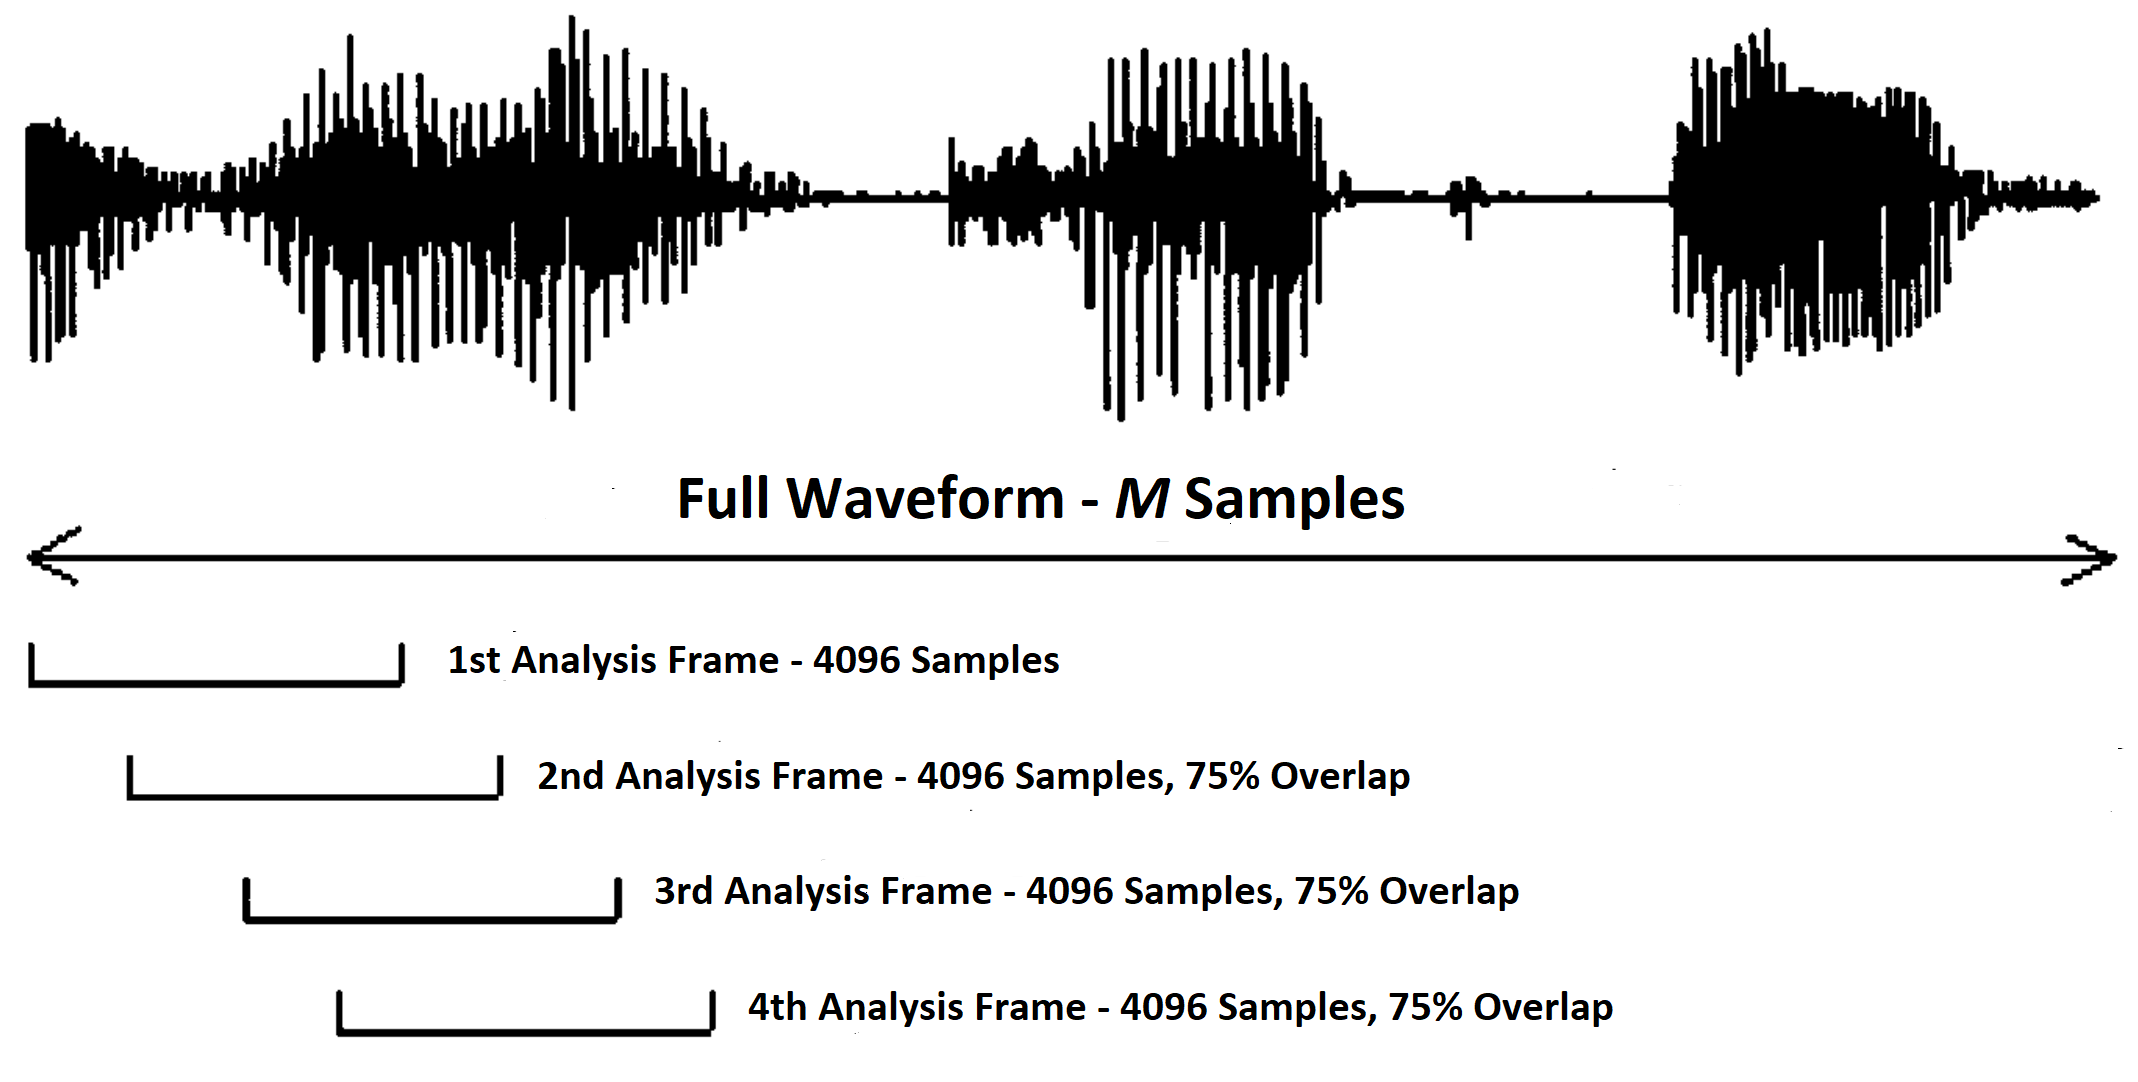 Full Waveform - M Samples
1st Analysis Frame - 4096 Samples
2nd Analysis Frame - 4096 Samples, 75% Overlap
3rd Analysis Frame - 4096 Samples, 75% Overlap
4th Analysis Frame - 4096 Samples, 75% Overlap